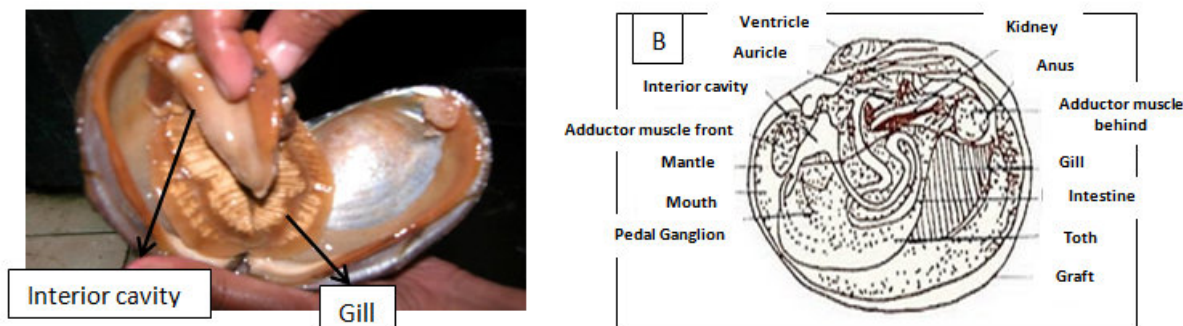 Interior cavity
Gill
B
Ventricle
Auricle
Interior cavity
Adductor muscle front
Mantle
Mouth
Pedal Ganglion
Kidney
Anus
Adductor muscle
behind
Gill
Intestine
Toth
Graft